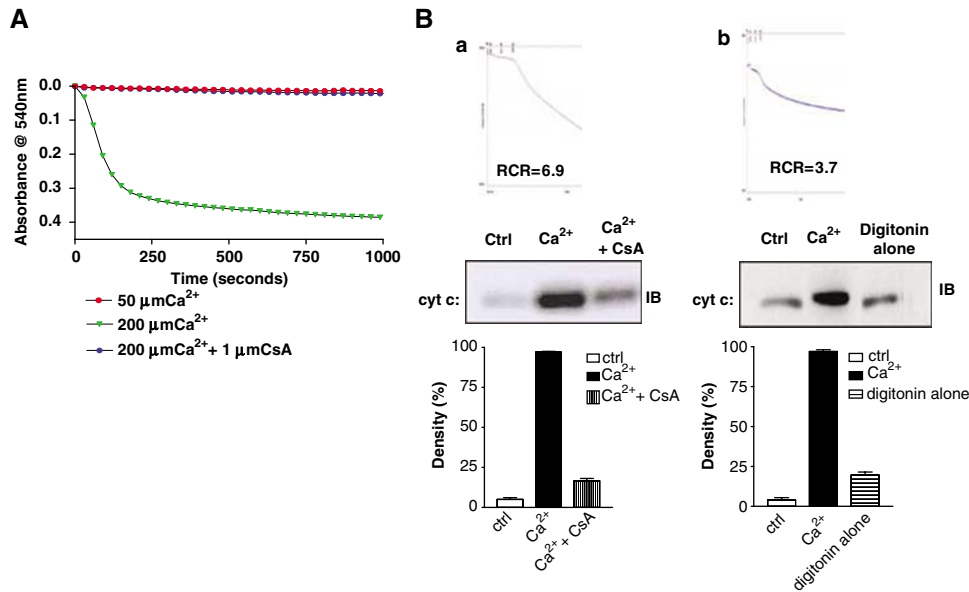 A
0.0
0.1
0.2
0.3
0.4
Absorbance @ 540nm
0 250 500 750 1000
Time (seconds)
50 µmCa²⁺
200 µmCa²⁺
200 µmCa²⁺+ 1 µmCsA
B
a
RCR=6.9
Ctrl Ca²⁺ Ca²⁺ + CsA
cyt c: IB
100
75
50
25
0
Density (%)
ctrl
Ca²⁺
Ca²⁺+ CsA
ctrl
Ca²⁺
Ca²⁺ + CsA
b
RCR=3.7
Ctrl Ca²⁺ Digitonin alone
cyt c: IB
100
75
50
25
0
Density (%)
ctrl
Ca²⁺
digitonin alone
ctrl
Ca²⁺
digitonin alone